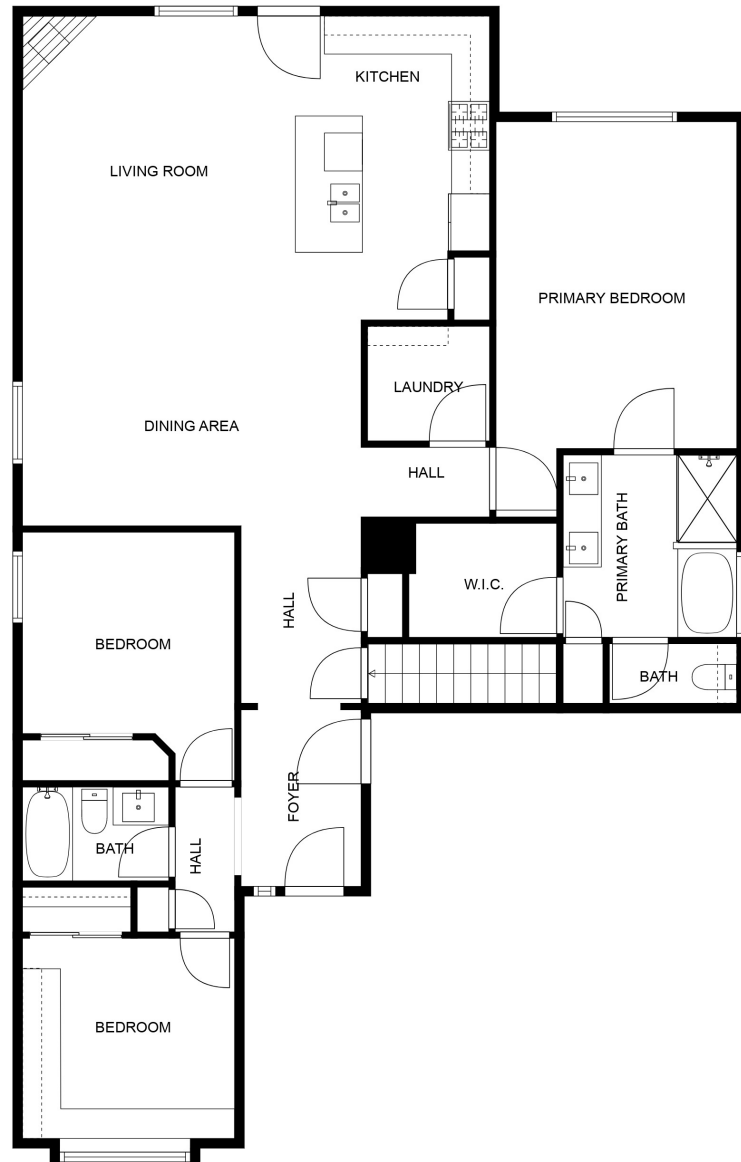 KITCHEN
LIVING ROOM
PRIMARY BEDROOM
LAUNDRY
DINING AREA
HALL
PRIMARY BATH
W.I.C.
HALL
BEDROOM
BATH
FOYER
BATH
HALL
BEDROOM